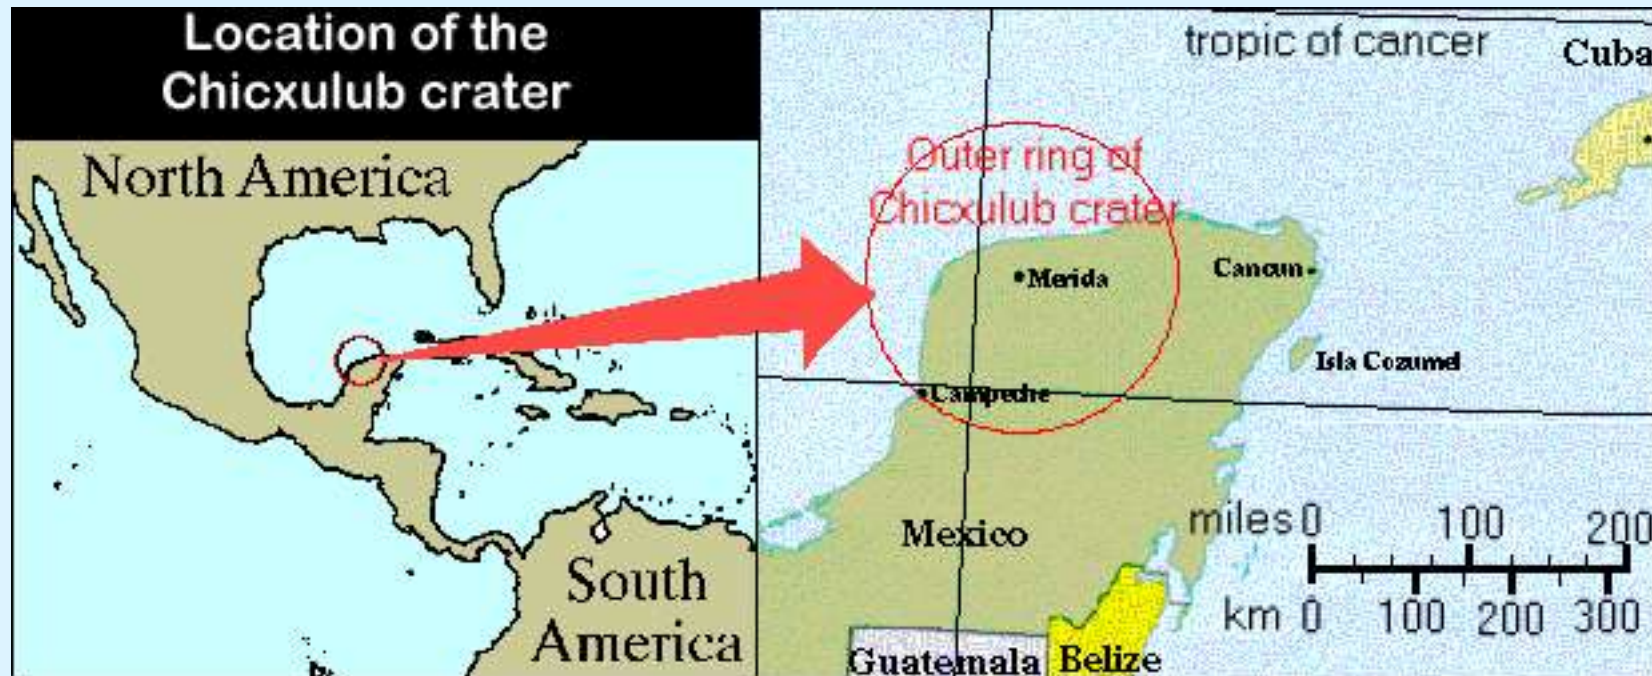 Location of the
Chicxulub crater
North America
South
America
tropic of cancer
Cuba
Outer ring of
Chicxulub crater
Merida
Cancun
Isla Cozumel
Campeche
Mexico
miles 0 100 200
km 0 100 200 300
Guatemala Belize